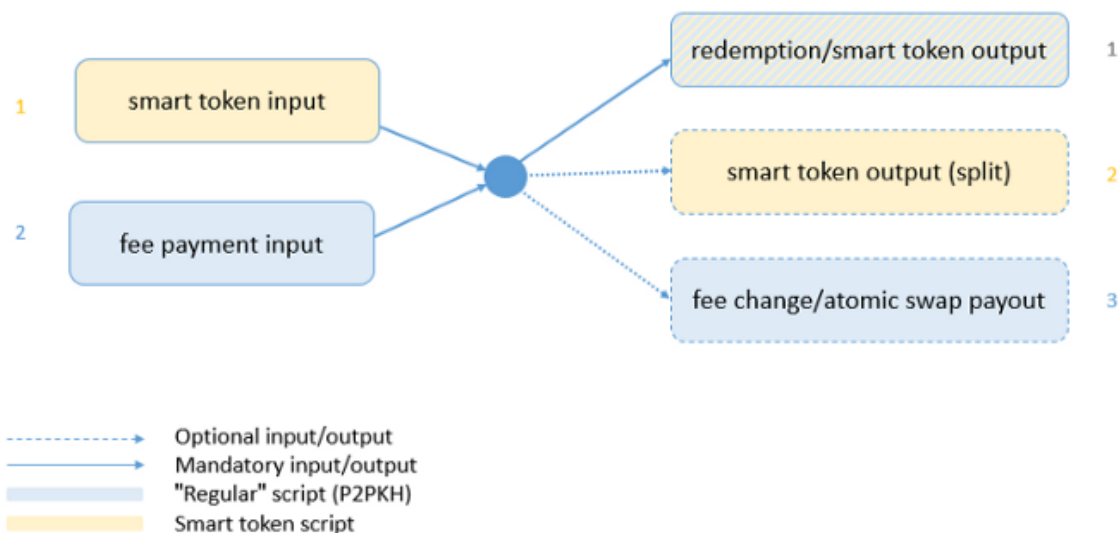 redemption/smart token output 1
1 smart token input
smart token output (split) 2
2 fee payment input
fee change/atomic swap payout 3
Optional input/output
Mandatory input/output
"Regular" script (P2PKH)
Smart token script